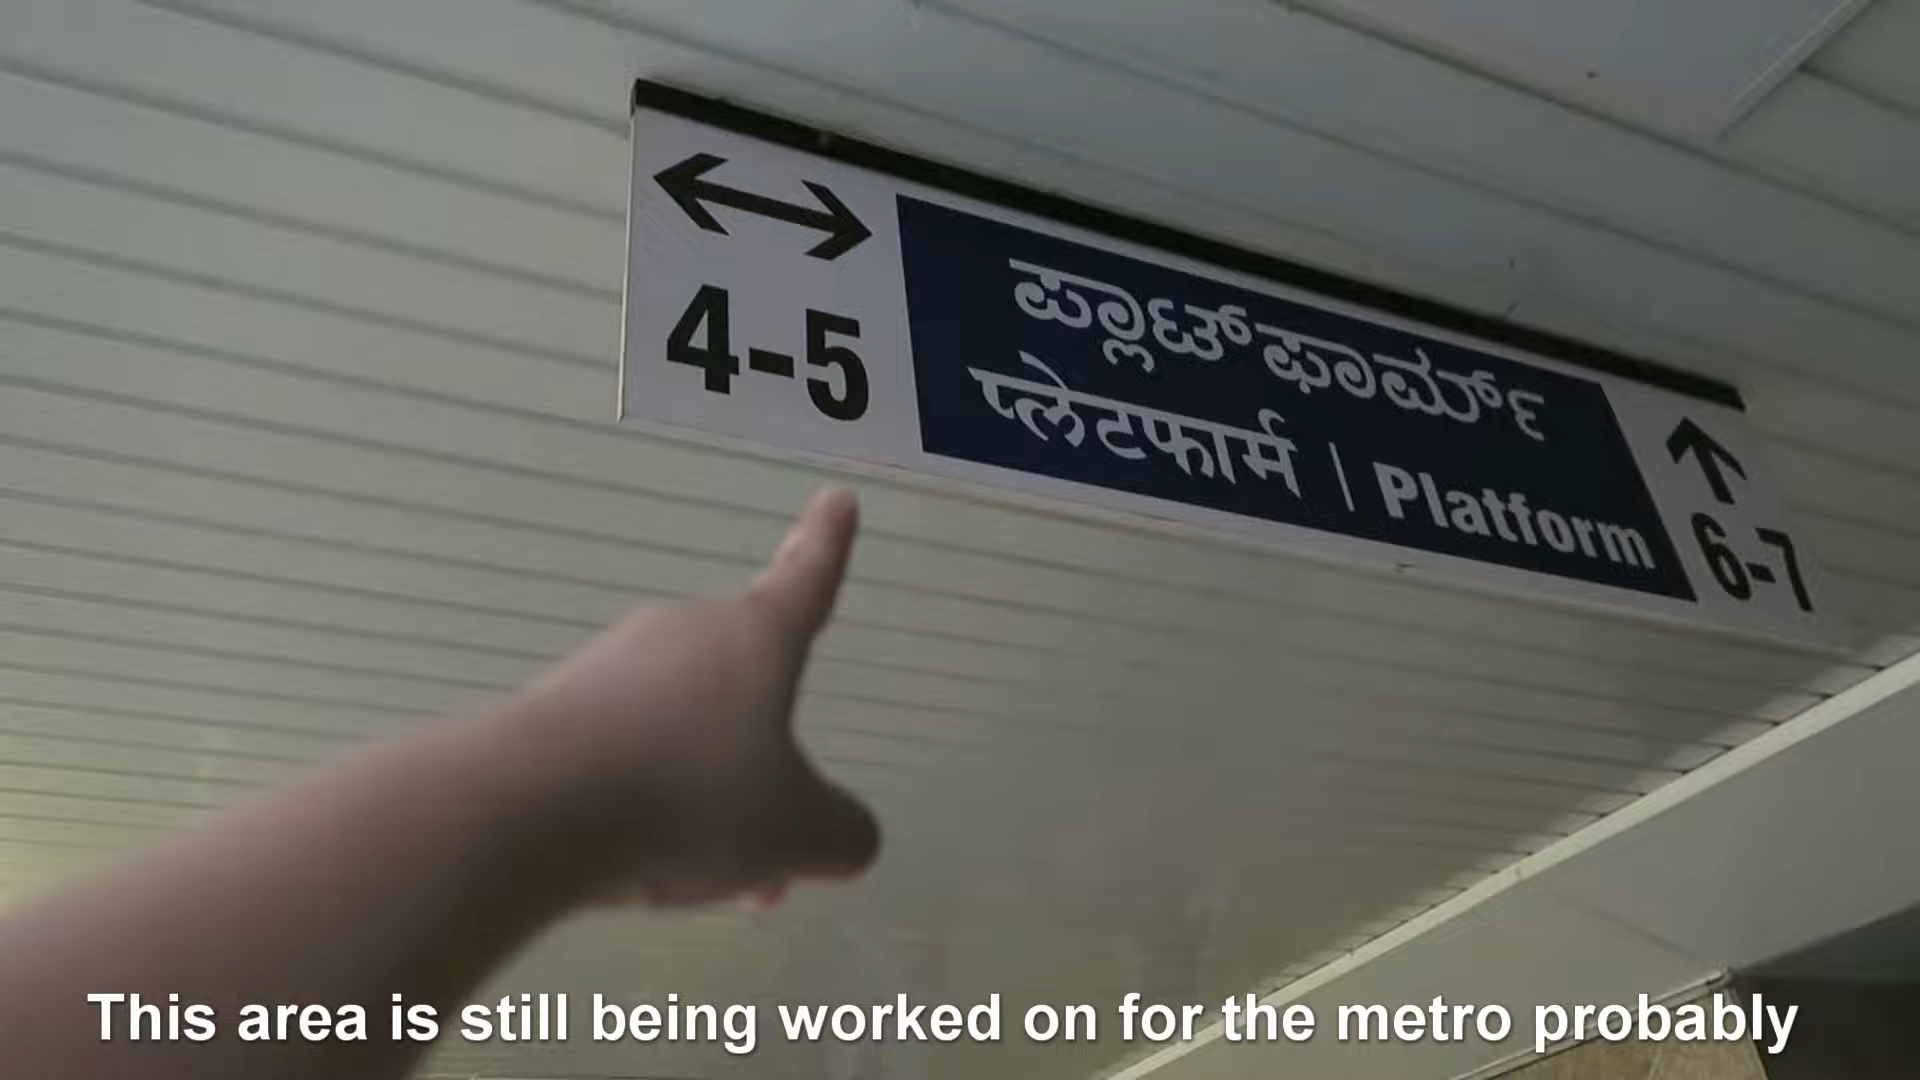 4-5
ಪ್ಲಾಟ್‌ಫಾರ್ಮ್
प्लेटफार्म | Platform
6-7
This area is still being worked on for the metro probably